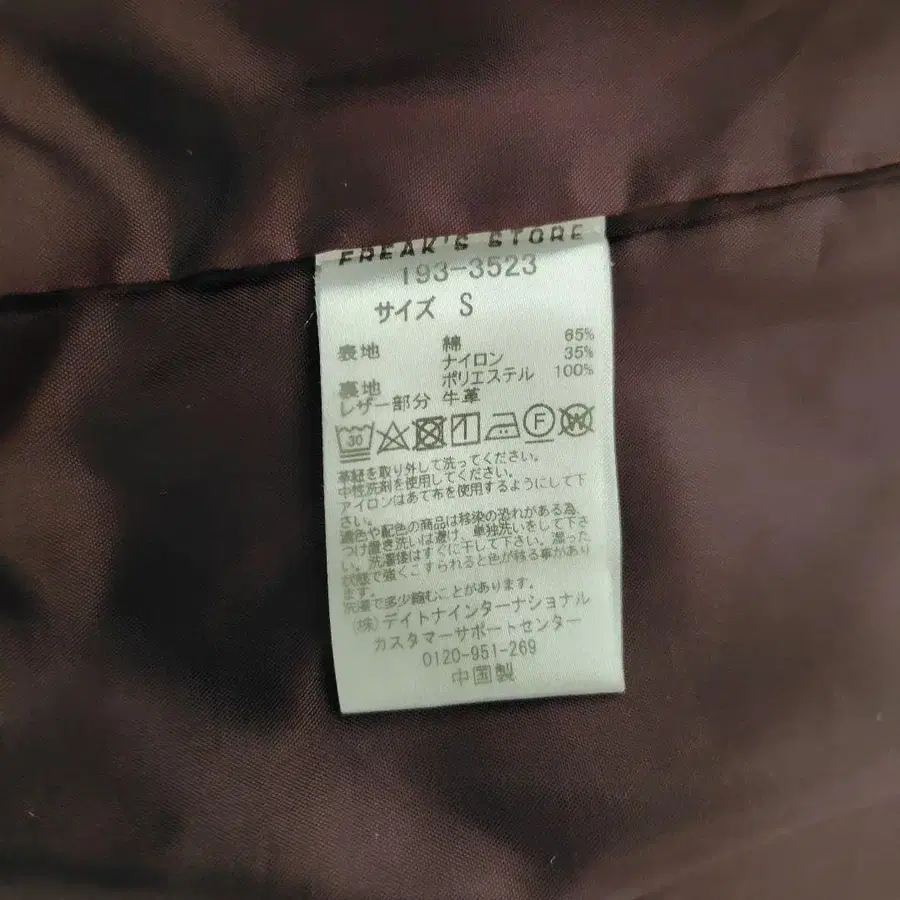 FREAK'S STORE
193-3523
サイズ S
表地 綿 65%
ナイロン 35%
裏地 ポリエステル 100%
レザー部分 牛革
30 F W
革紐を取り外して洗ってください。
中性洗剤を使用してください。
アイロンはあて布を使用するようにして下
さい。
濃色や配色の商品は移染の恐れがある為、
つけ置き洗いは避け、単独洗いをして下さ
い。洗濯後はすぐに干して下さい。湿った
状態で強くこすられると色が移る事があり
ます。
洗濯で多少縮むことがあります。
(株)デイトナインターナショナル
カスタマーサポートセンター
0120-951-269
中国製